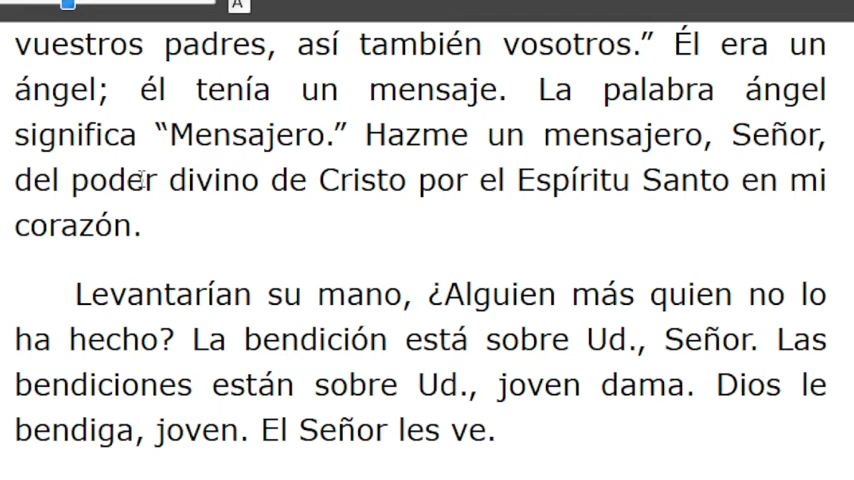 A
vuestros padres, así también vosotros.” Él era un
ángel; él tenía un mensaje. La palabra ángel
significa “Mensajero.” Hazme un mensajero, Señor,
del poder divino de Cristo por el Espíritu Santo en mi
corazón.
Levantarían su mano, ¿Alguien más quien no lo
ha hecho? La bendición está sobre Ud., Señor. Las
bendiciones están sobre Ud., joven dama. Dios le
bendiga, joven. El Señor les ve.